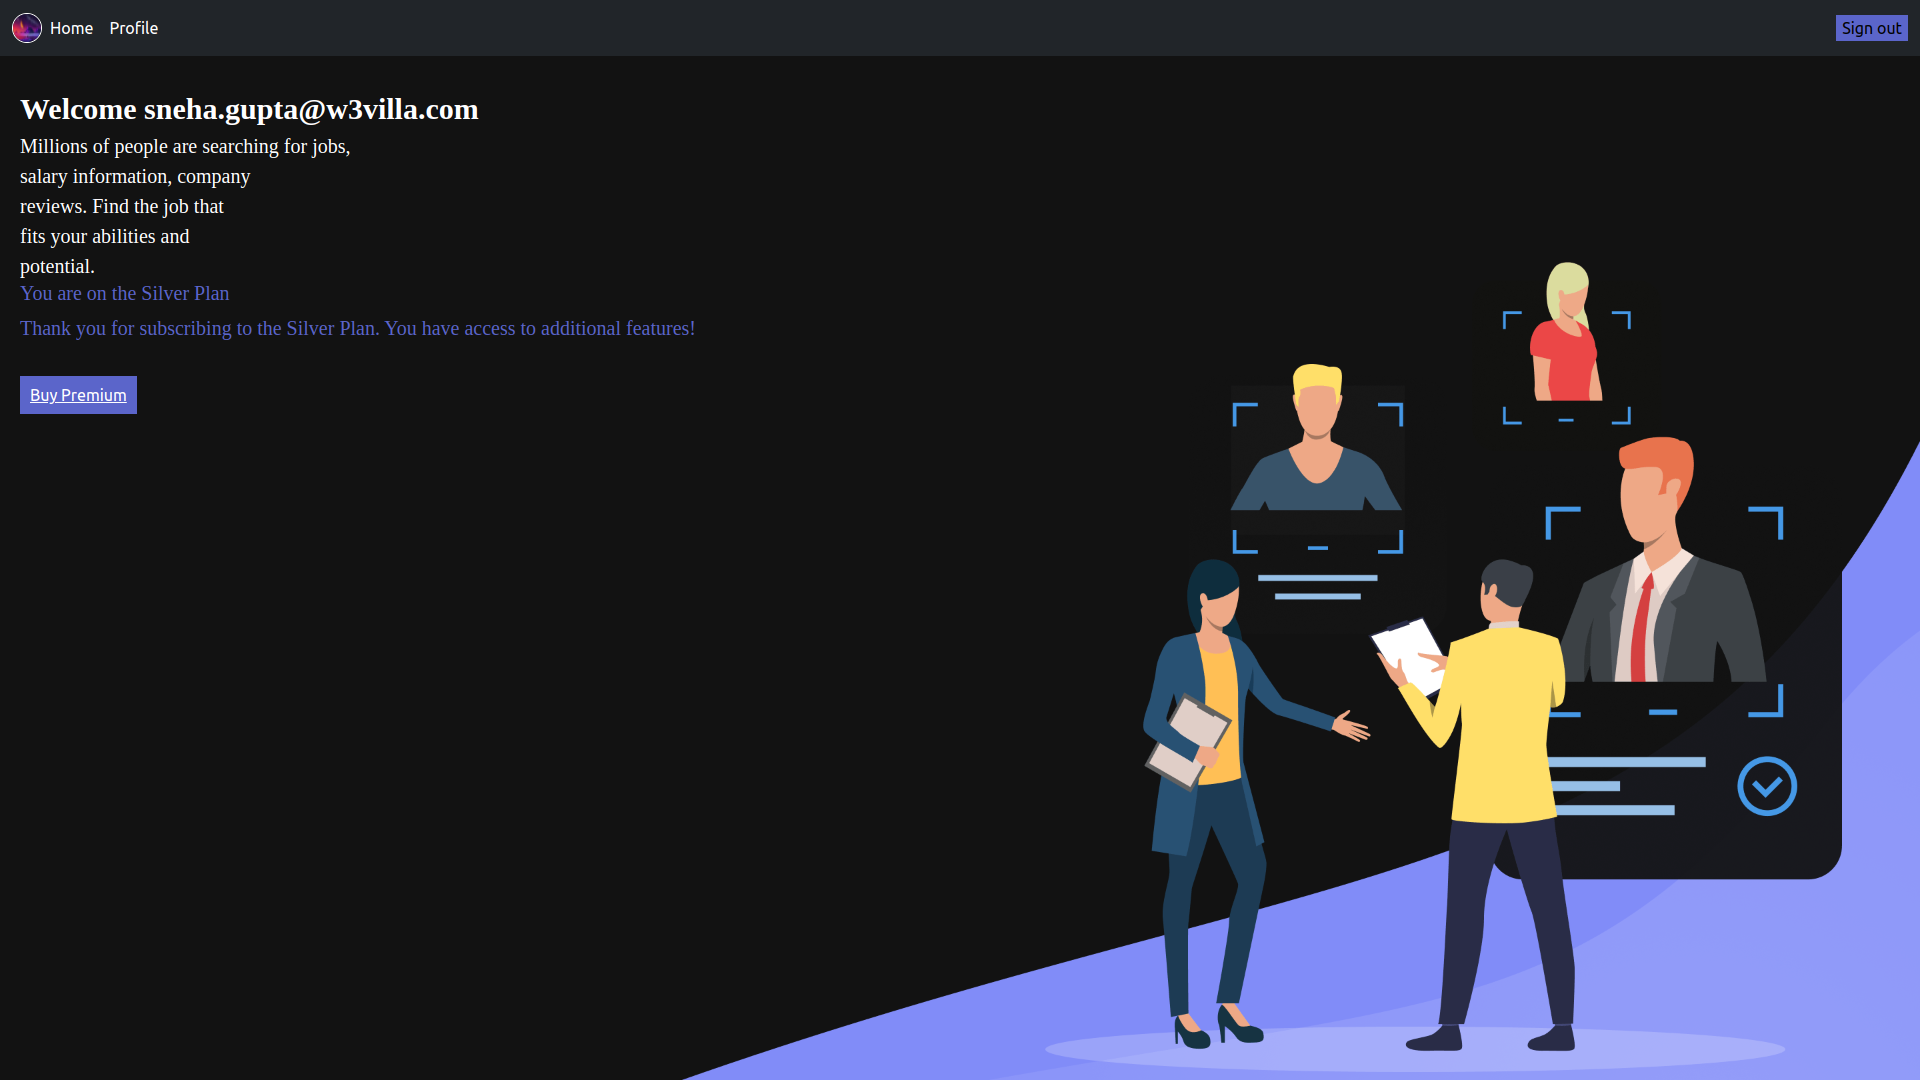 Home Profile Sign out
Welcome sneha.gupta@w3villa.com
Millions of people are searching for jobs,
salary information, company
reviews. Find the job that
fits your abilities and
potential.
You are on the Silver Plan
Thank you for subscribing to the Silver Plan. You have access to additional features!
Buy Premium